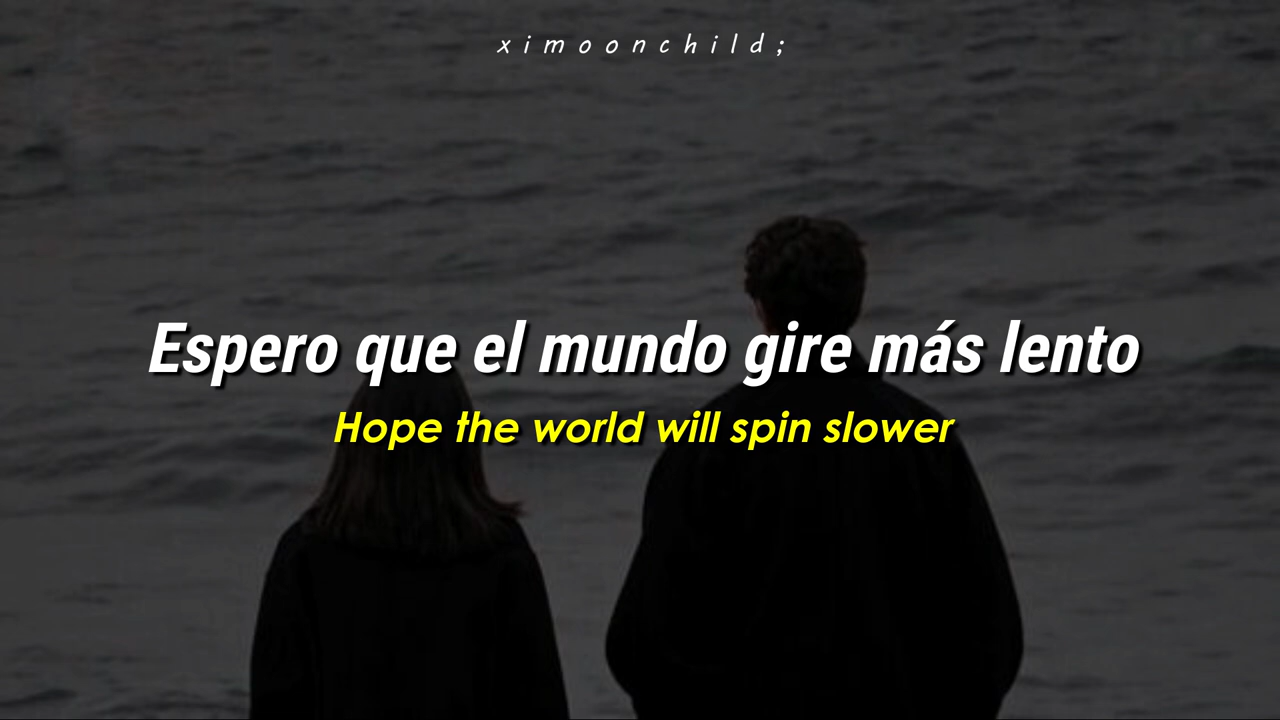 ximoonchild;
Espero que el mundo gire más lento
Hope the world will spin slower